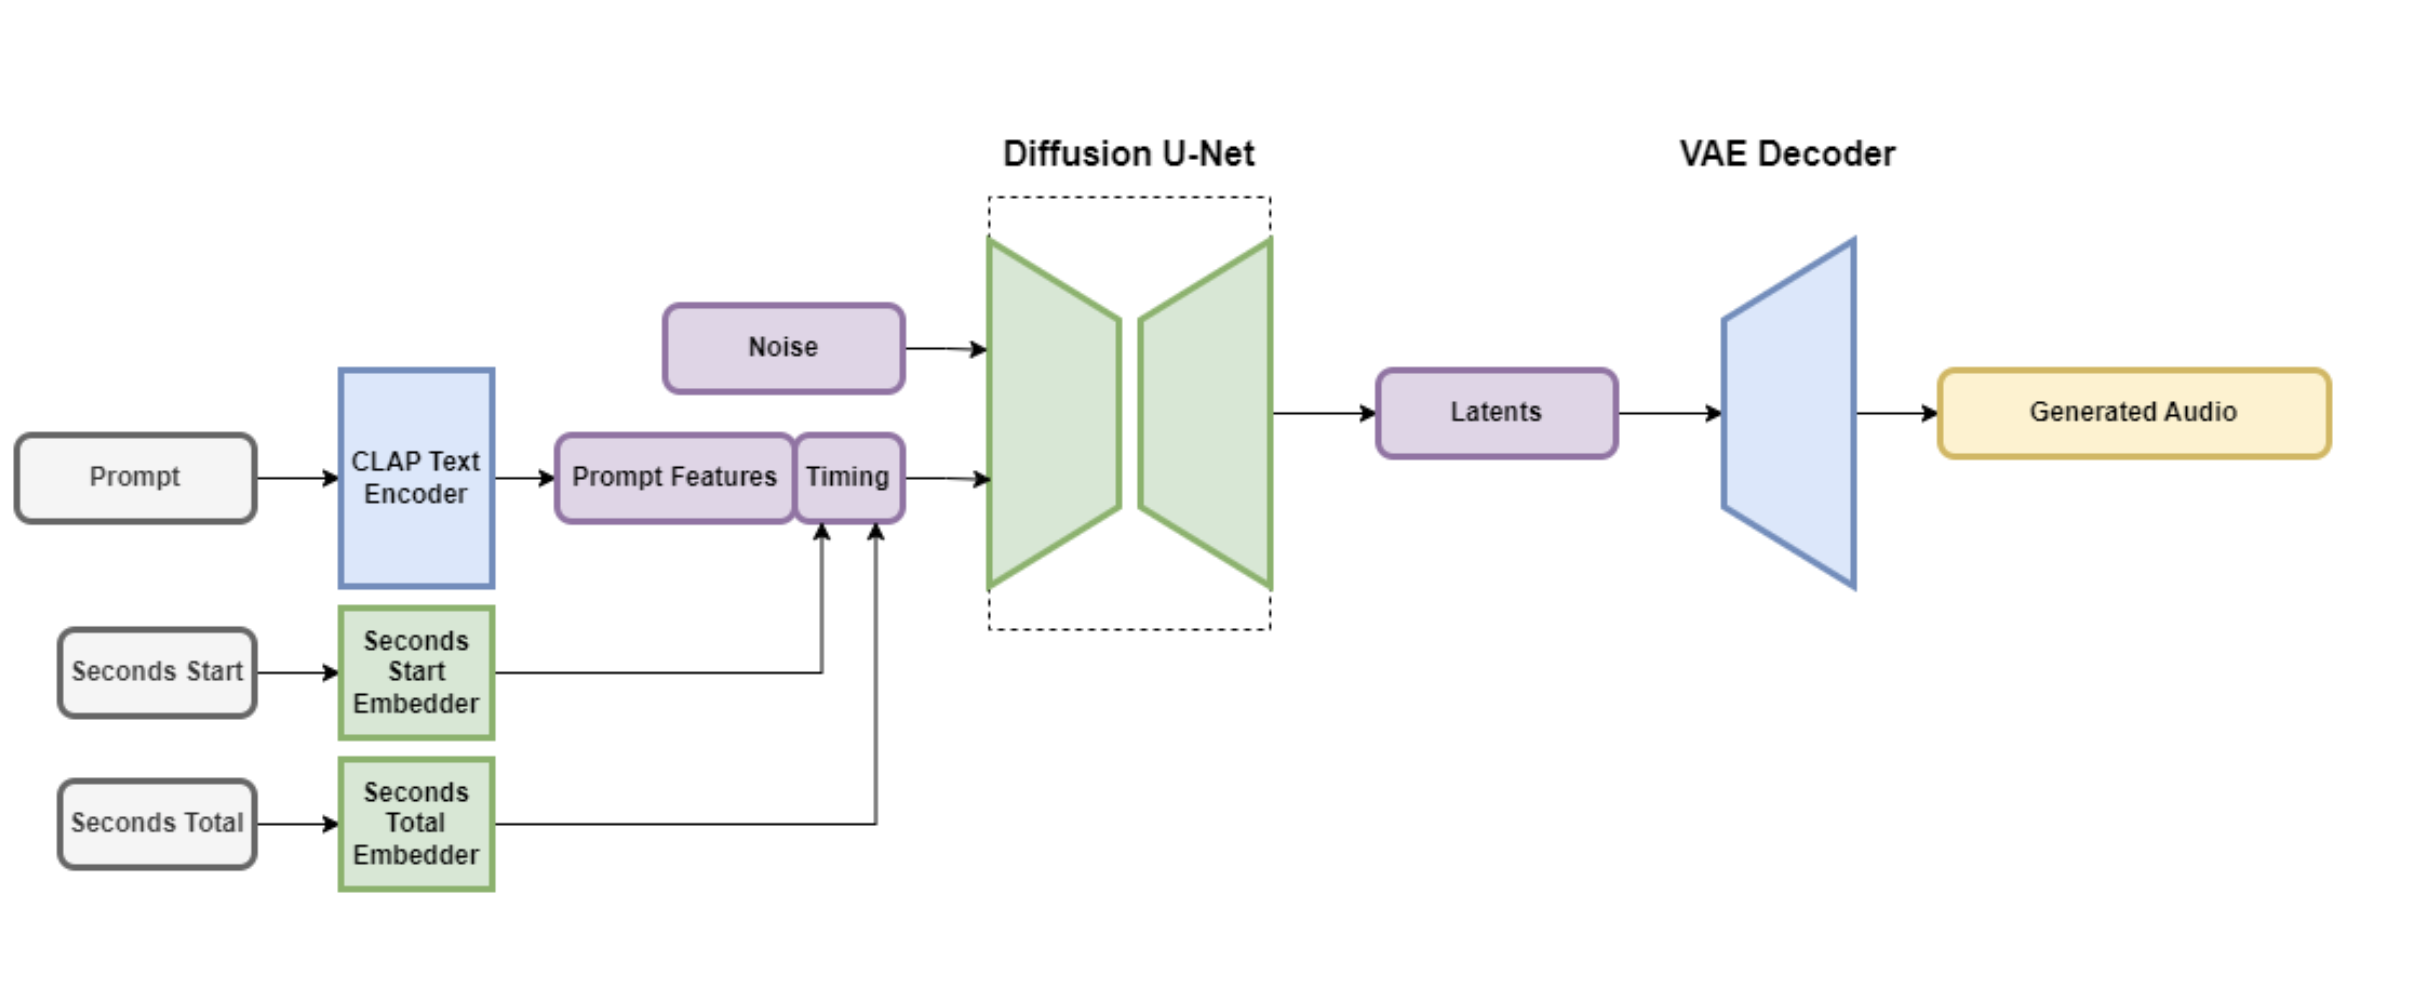 Diffusion U-Net
VAE Decoder
Noise
Prompt
CLAP Text
Encoder
Prompt Features
Timing
Latents
Generated Audio
Seconds Start
Seconds
Start
Embedder
Seconds Total
Seconds
Total
Embedder